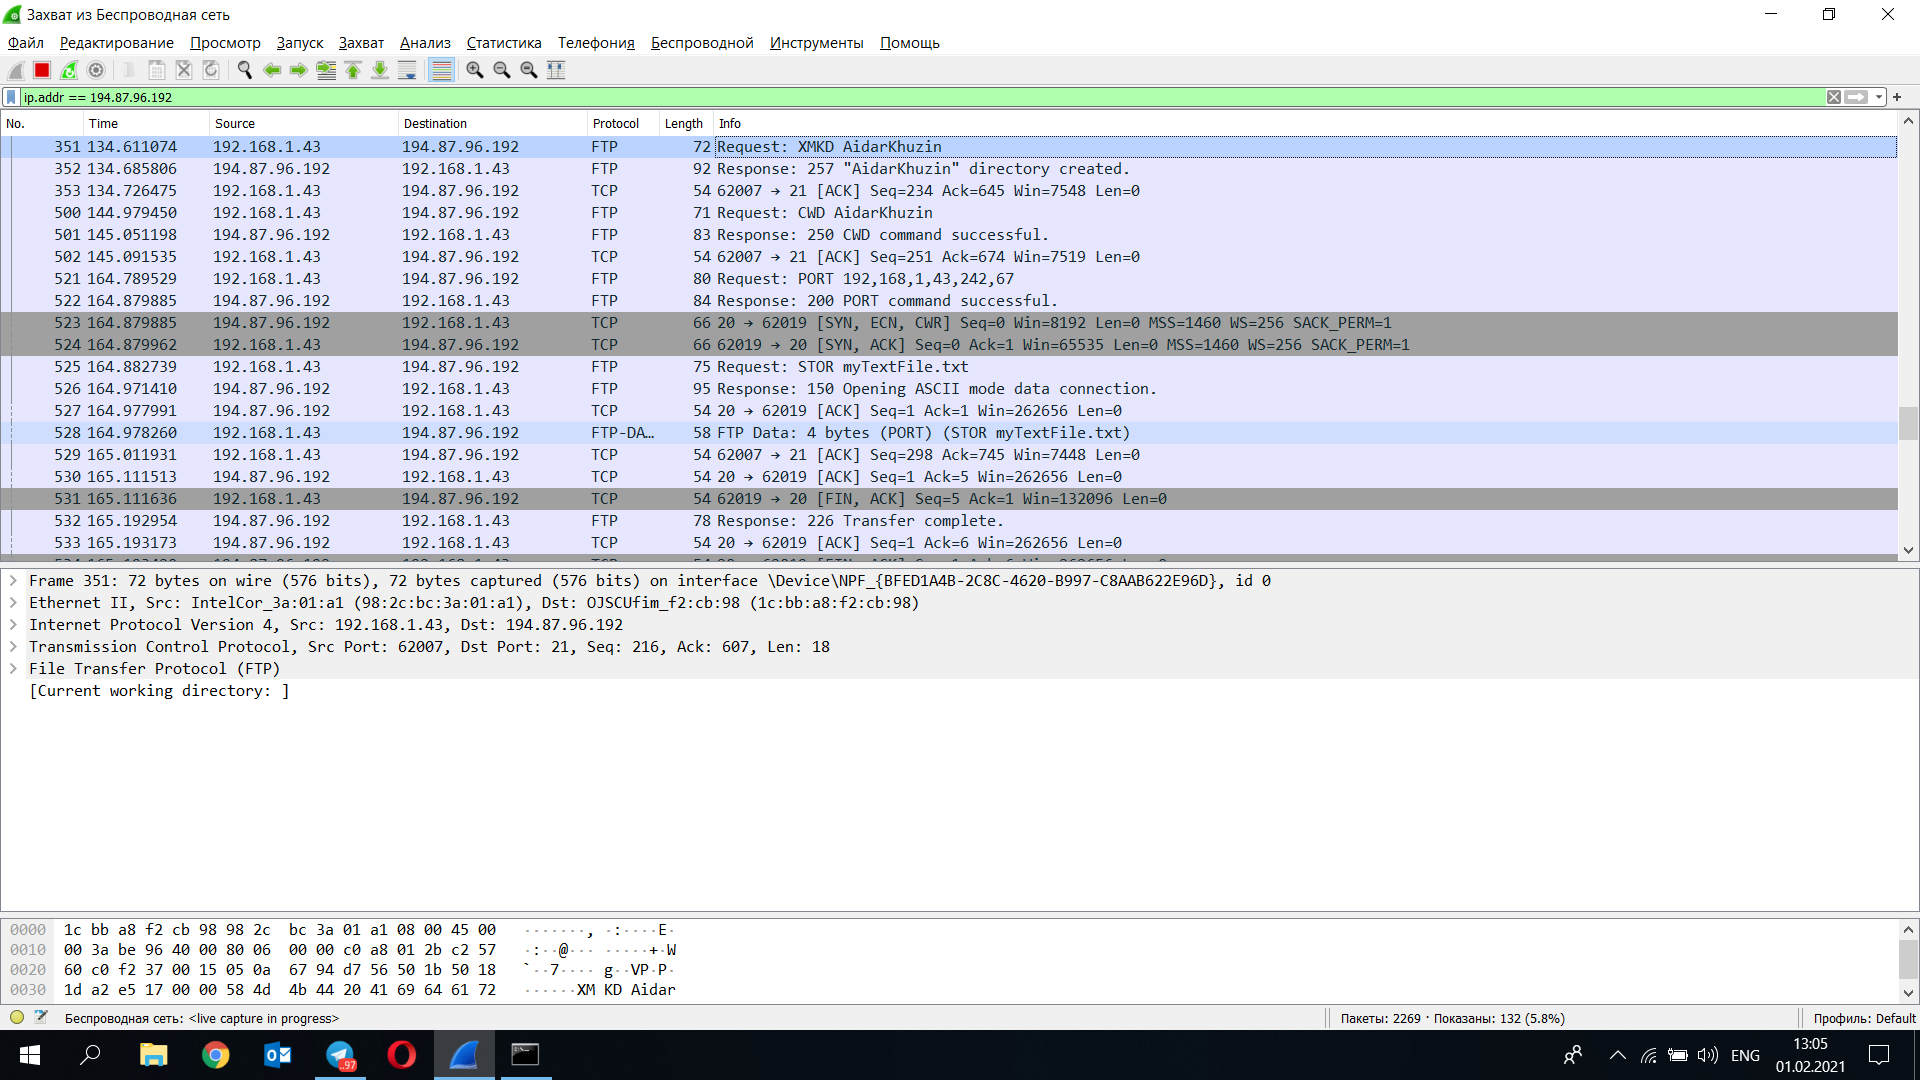 Захват из Беспроводная сеть
Файл Редактирование Просмотр Запуск Захват Анализ Статистика Телефония Беспроводной Инструменты Помощь
ip.addr == 194.87.96.192
No. Time Source Destination Protocol Length Info
351 134.611074 192.168.1.43 194.87.96.192 FTP 72 Request: XMKD AidarKhuzin
352 134.685806 194.87.96.192 192.168.1.43 FTP 92 Response: 257 "AidarKhuzin" directory created.
353 134.726475 192.168.1.43 194.87.96.192 TCP 54 62007 → 21 [ACK] Seq=234 Ack=645 Win=7548 Len=0
500 144.979450 192.168.1.43 194.87.96.192 FTP 71 Request: CWD AidarKhuzin
501 145.051198 194.87.96.192 192.168.1.43 FTP 83 Response: 250 CWD command successful.
502 145.091535 192.168.1.43 194.87.96.192 TCP 54 62007 → 21 [ACK] Seq=251 Ack=674 Win=7519 Len=0
521 164.789529 192.168.1.43 194.87.96.192 FTP 80 Request: PORT 192,168,1,43,242,67
522 164.879885 194.87.96.192 192.168.1.43 FTP 84 Response: 200 PORT command successful.
523 164.879885 194.87.96.192 192.168.1.43 TCP 66 20 → 62019 [SYN, ECN, CWR] Seq=0 Win=8192 Len=0 MSS=1460 WS=256 SACK_PERM=1
524 164.879962 192.168.1.43 194.87.96.192 TCP 66 62019 → 20 [SYN, ACK] Seq=0 Ack=1 Win=65535 Len=0 MSS=1460 WS=256 SACK_PERM=1
525 164.882739 192.168.1.43 194.87.96.192 FTP 75 Request: STOR myTextFile.txt
526 164.971410 194.87.96.192 192.168.1.43 FTP 95 Response: 150 Opening ASCII mode data connection.
527 164.977991 194.87.96.192 192.168.1.43 TCP 54 20 → 62019 [ACK] Seq=1 Ack=1 Win=262656 Len=0
528 164.978260 192.168.1.43 194.87.96.192 FTP-DA… 58 FTP Data: 4 bytes (PORT) (STOR myTextFile.txt)
529 165.011931 192.168.1.43 194.87.96.192 TCP 54 62007 → 21 [ACK] Seq=298 Ack=745 Win=7448 Len=0
530 165.111513 194.87.96.192 192.168.1.43 TCP 54 20 → 62019 [ACK] Seq=1 Ack=5 Win=262656 Len=0
531 165.111636 192.168.1.43 194.87.96.192 TCP 54 62019 → 20 [FIN, ACK] Seq=5 Ack=1 Win=132096 Len=0
532 165.192954 194.87.96.192 192.168.1.43 FTP 78 Response: 226 Transfer complete.
533 165.193173 194.87.96.192 192.168.1.43 TCP 54 20 → 62019 [ACK] Seq=1 Ack=6 Win=262656 Len=0
Frame 351: 72 bytes on wire (576 bits), 72 bytes captured (576 bits) on interface \Device\NPF_{BFED1A4B-2C8C-4620-B997-C8AAB622E96D}, id 0
Ethernet II, Src: IntelCor_3a:01:a1 (98:2c:bc:3a:01:a1), Dst: OJSCUfim_f2:cb:98 (1c:bb:a8:f2:cb:98)
Internet Protocol Version 4, Src: 192.168.1.43, Dst: 194.87.96.192
Transmission Control Protocol, Src Port: 62007, Dst Port: 21, Seq: 216, Ack: 607, Len: 18
File Transfer Protocol (FTP)
[Current working directory: ]
0000 1c bb a8 f2 cb 98 98 2c bc 3a 01 a1 08 00 45 00 ·······, ·:····E·
0010 00 3a be 96 40 00 80 06 00 00 c0 a8 01 2b c2 57 ·:··@··· ·····+·W
0020 60 c0 f2 37 00 15 05 0a 67 94 d7 56 50 1b 50 18 `··7···· g··VP·P·
0030 1d a2 e5 17 00 00 58 4d 4b 44 20 41 69 64 61 72 ······XM KD Aidar
Беспроводная сеть: <live capture in progress>
Пакеты: 2269 · Показаны: 132 (5.8%)
Профиль: Default
..97
ENG
13:05
01.02.2021